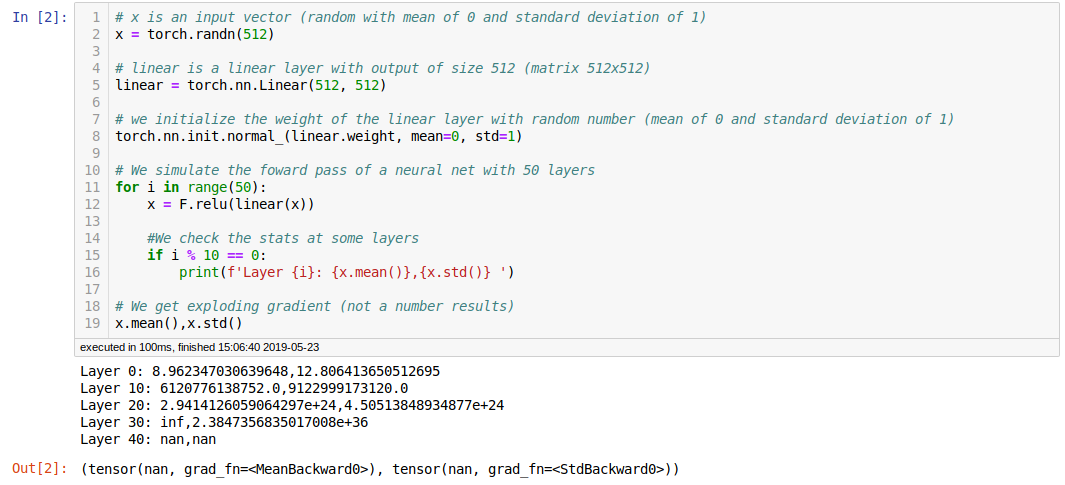 In [2]:
1 # x is an input vector (random with mean of 0 and standard deviation of 1)
2 x = torch.randn(512)
3
4 # linear is a linear layer with output of size 512 (matrix 512x512)
5 linear = torch.nn.Linear(512, 512)
6
7 # we initialize the weight of the linear layer with random number (mean of 0 and standard deviation of 1)
8 torch.nn.init.normal_(linear.weight, mean=0, std=1)
9
10 # We simulate the foward pass of a neural net with 50 layers
11 for i in range(50):
12     x = F.relu(linear(x))
13
14     #We check the stats at some layers
15     if i % 10 == 0:
16         print(f'Layer {i}: {x.mean()},{x.std()} ')
17
18 # We get exploding gradient (not a number results)
19 x.mean(),x.std()
executed in 100ms, finished 15:06:40 2019-05-23
Layer 0: 8.962347030639648,12.806413650512695
Layer 10: 6120776138752.0,9122999173120.0
Layer 20: 2.9414126059064297e+24,4.50513848934877e+24
Layer 30: inf,2.3847356835017008e+36
Layer 40: nan,nan
Out[2]: (tensor(nan, grad_fn=<MeanBackward0>), tensor(nan, grad_fn=<StdBackward0>))